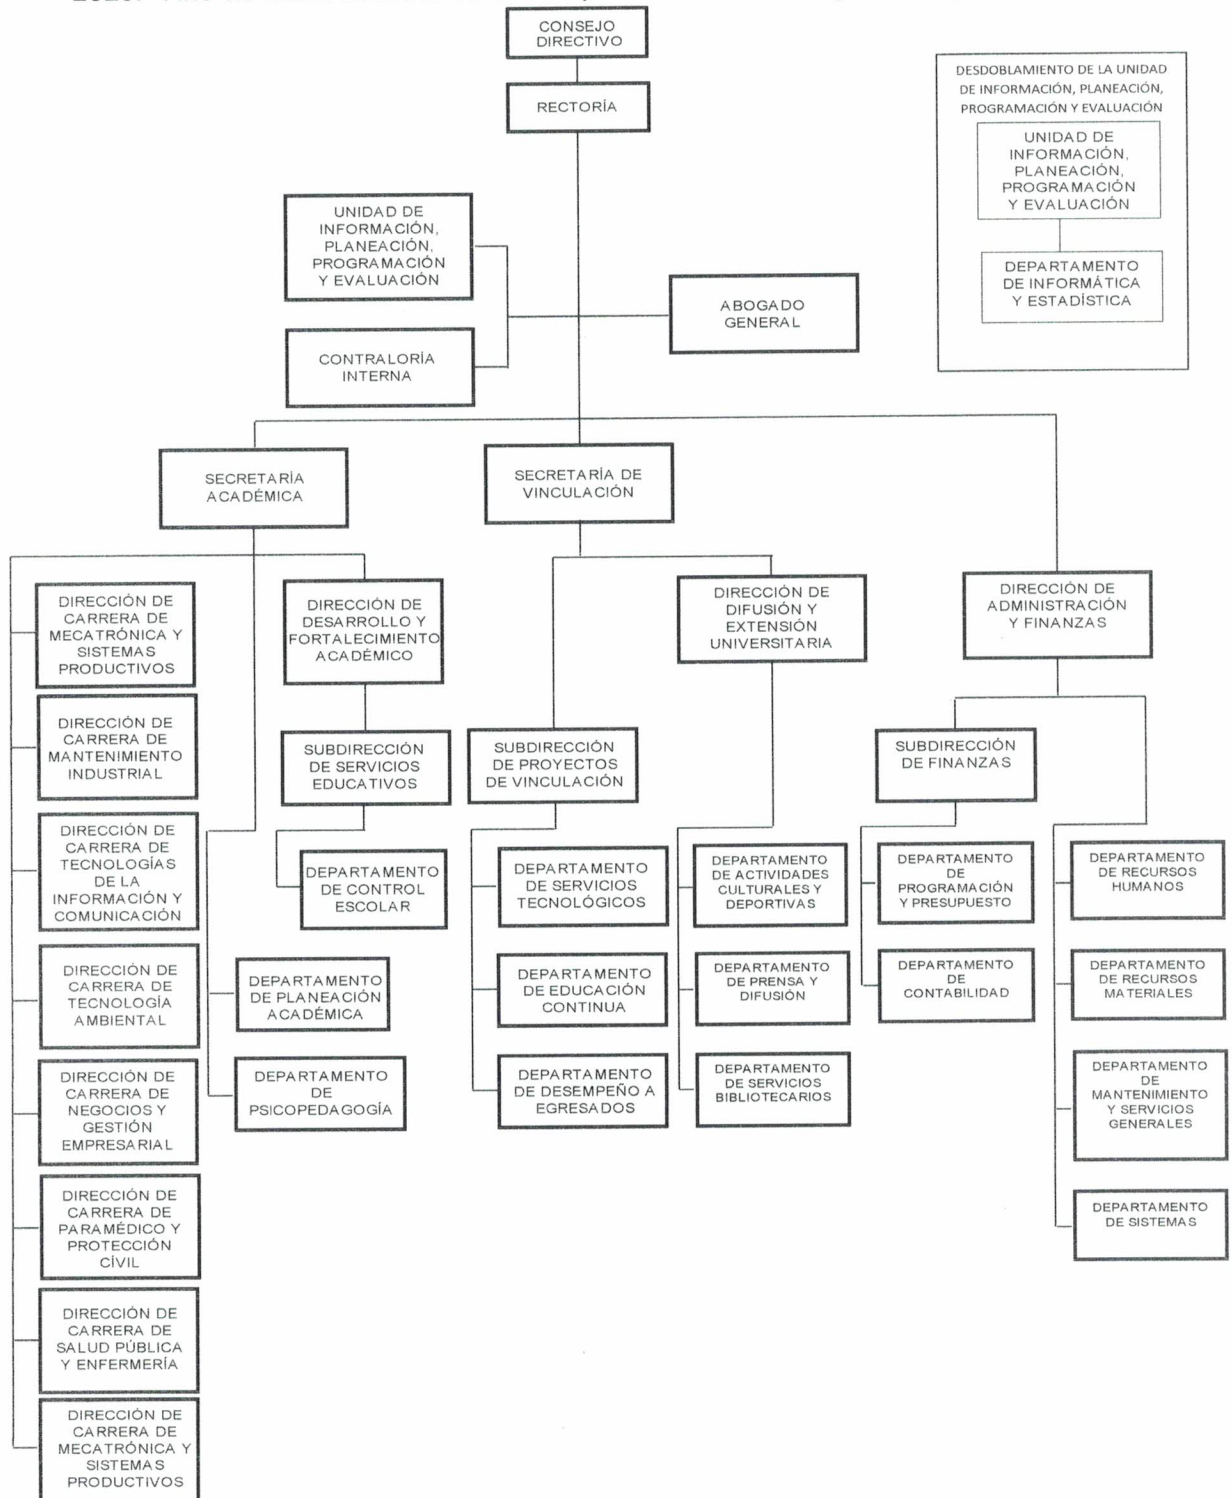 CONSEJO
DIRECTIVO
RECTORÍA
DESDOBLAMIENTO DE LA UNIDAD
DE INFORMACIÓN, PLANEACIÓN,
PROGRAMACIÓN Y EVALUACIÓN
UNIDAD DE
INFORMACIÓN,
PLANEACIÓN,
PROGRAMACIÓN
Y EVALUACIÓN
DEPARTAMENTO
DE INFORMÁTICA
Y ESTADÍSTICA
UNIDAD DE
INFORMACIÓN,
PLANEACIÓN,
PROGRAMACIÓN
Y EVALUACIÓN
ABOGADO
GENERAL
CONTRALORÍA
INTERNA
SECRETARÍA
ACADÉMICA
SECRETARÍA DE
VINCULACIÓN
DIRECCIÓN DE
ADMINISTRACIÓN
Y FINANZAS
DIRECCIÓN DE
CARRERA DE
MECATRÓNICA Y
SISTEMAS
PRODUCTIVOS
DIRECCIÓN DE
CARRERA DE
MANTENIMIENTO
INDUSTRIAL
DIRECCIÓN DE
CARRERA DE
TECNOLOGÍAS
DE LA
INFORMACIÓN Y
COMUNICACIÓN
DIRECCIÓN DE
CARRERA DE
TECNOLOGÍA
AMBIENTAL
DIRECCIÓN DE
CARRERA DE
NEGOCIOS Y
GESTIÓN
EMPRESARIAL
DIRECCIÓN DE
CARRERA DE
PARAMÉDICO Y
PROTECCIÓN
CÍVIL
DIRECCIÓN DE
CARRERA DE
SALUD PÚBLICA
Y ENFERMERÍA
DIRECCIÓN DE
CARRERA DE
MECATRÓNICA Y
SISTEMAS
PRODUCTIVOS
DIRECCIÓN DE
DESARROLLO Y
FORTALECIMIENTO
ACADÉMICO
SUBDIRECCIÓN
DE SERVICIOS
EDUCATIVOS
DEPARTAMENTO
DE CONTROL
ESCOLAR
DEPARTAMENTO
DE PLANEACIÓN
ACADÉMICA
DEPARTAMENTO
DE
PSICOPEDAGOGÍA
SUBDIRECCIÓN
DE PROYECTOS
DE VINCULACIÓN
DEPARTAMENTO
DE SERVICIOS
TECNOLÓGICOS
DEPARTAMENTO
DE EDUCACIÓN
CONTINUA
DEPARTAMENTO
DE DESEMPEÑO A
EGRESADOS
DIRECCIÓN DE
DIFUSIÓN Y
EXTENSIÓN
UNIVERSITARIA
DEPARTAMENTO
DE ACTIVIDADES
CULTURALES Y
DEPORTIVAS
DEPARTAMENTO
DE PRENSA Y
DIFUSIÓN
DEPARTAMENTO
DE SERVICIOS
BIBLIOTECARIOS
SUBDIRECCIÓN
DE FINANZAS
DEPARTAMENTO
DE
PROGRAMACIÓN
Y PRESUPUESTO
DEPARTAMENTO
DE
CONTABILIDAD
DEPARTAMENTO
DE RECURSOS
HUMANOS
DEPARTAMENTO
DE RECURSOS
MATERIALES
DEPARTAMENTO
DE
MANTENIMIENTO
Y SERVICIOS
GENERALES
DEPARTAMENTO
DE SISTEMAS